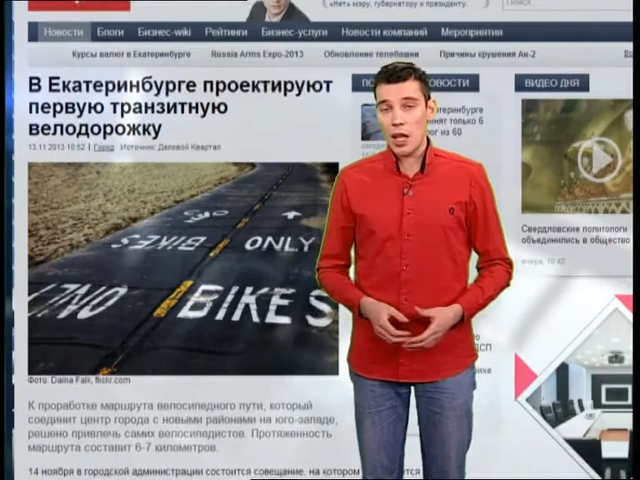 ("Нет" мэру, губернатору и президенту.
Поиск
Новости Блоги Бизнес-wiki Рейтинги Бизнес-услуги Новости компаний Мероприятия
Курсы валют в Екатеринбурге Russia Arms Expo-2013 Обновление телебашни Причины крушения Ан-2
В Екатеринбурге проектируют
первую транзитную
велодорожку
13.11.2013 10:52 | Город Источник: Деловой Квартал
ONLY
BIKES
ONLY
BIKES
Фото: Daina Falk, flickr.com
К проработке маршрута велосипедного пути, который
соединит центр города с новыми районами на юго-западе,
решено привлечь самих велосипедистов. Протяженность
маршрута составит 6-7 километров.
14 ноября в городской администрации состоится совещание, на котором
ОВОСТИ
только 6
из 60
ВИДЕО ДНЯ
Свердловские политологи
объединились в общество
вчера, 18:42